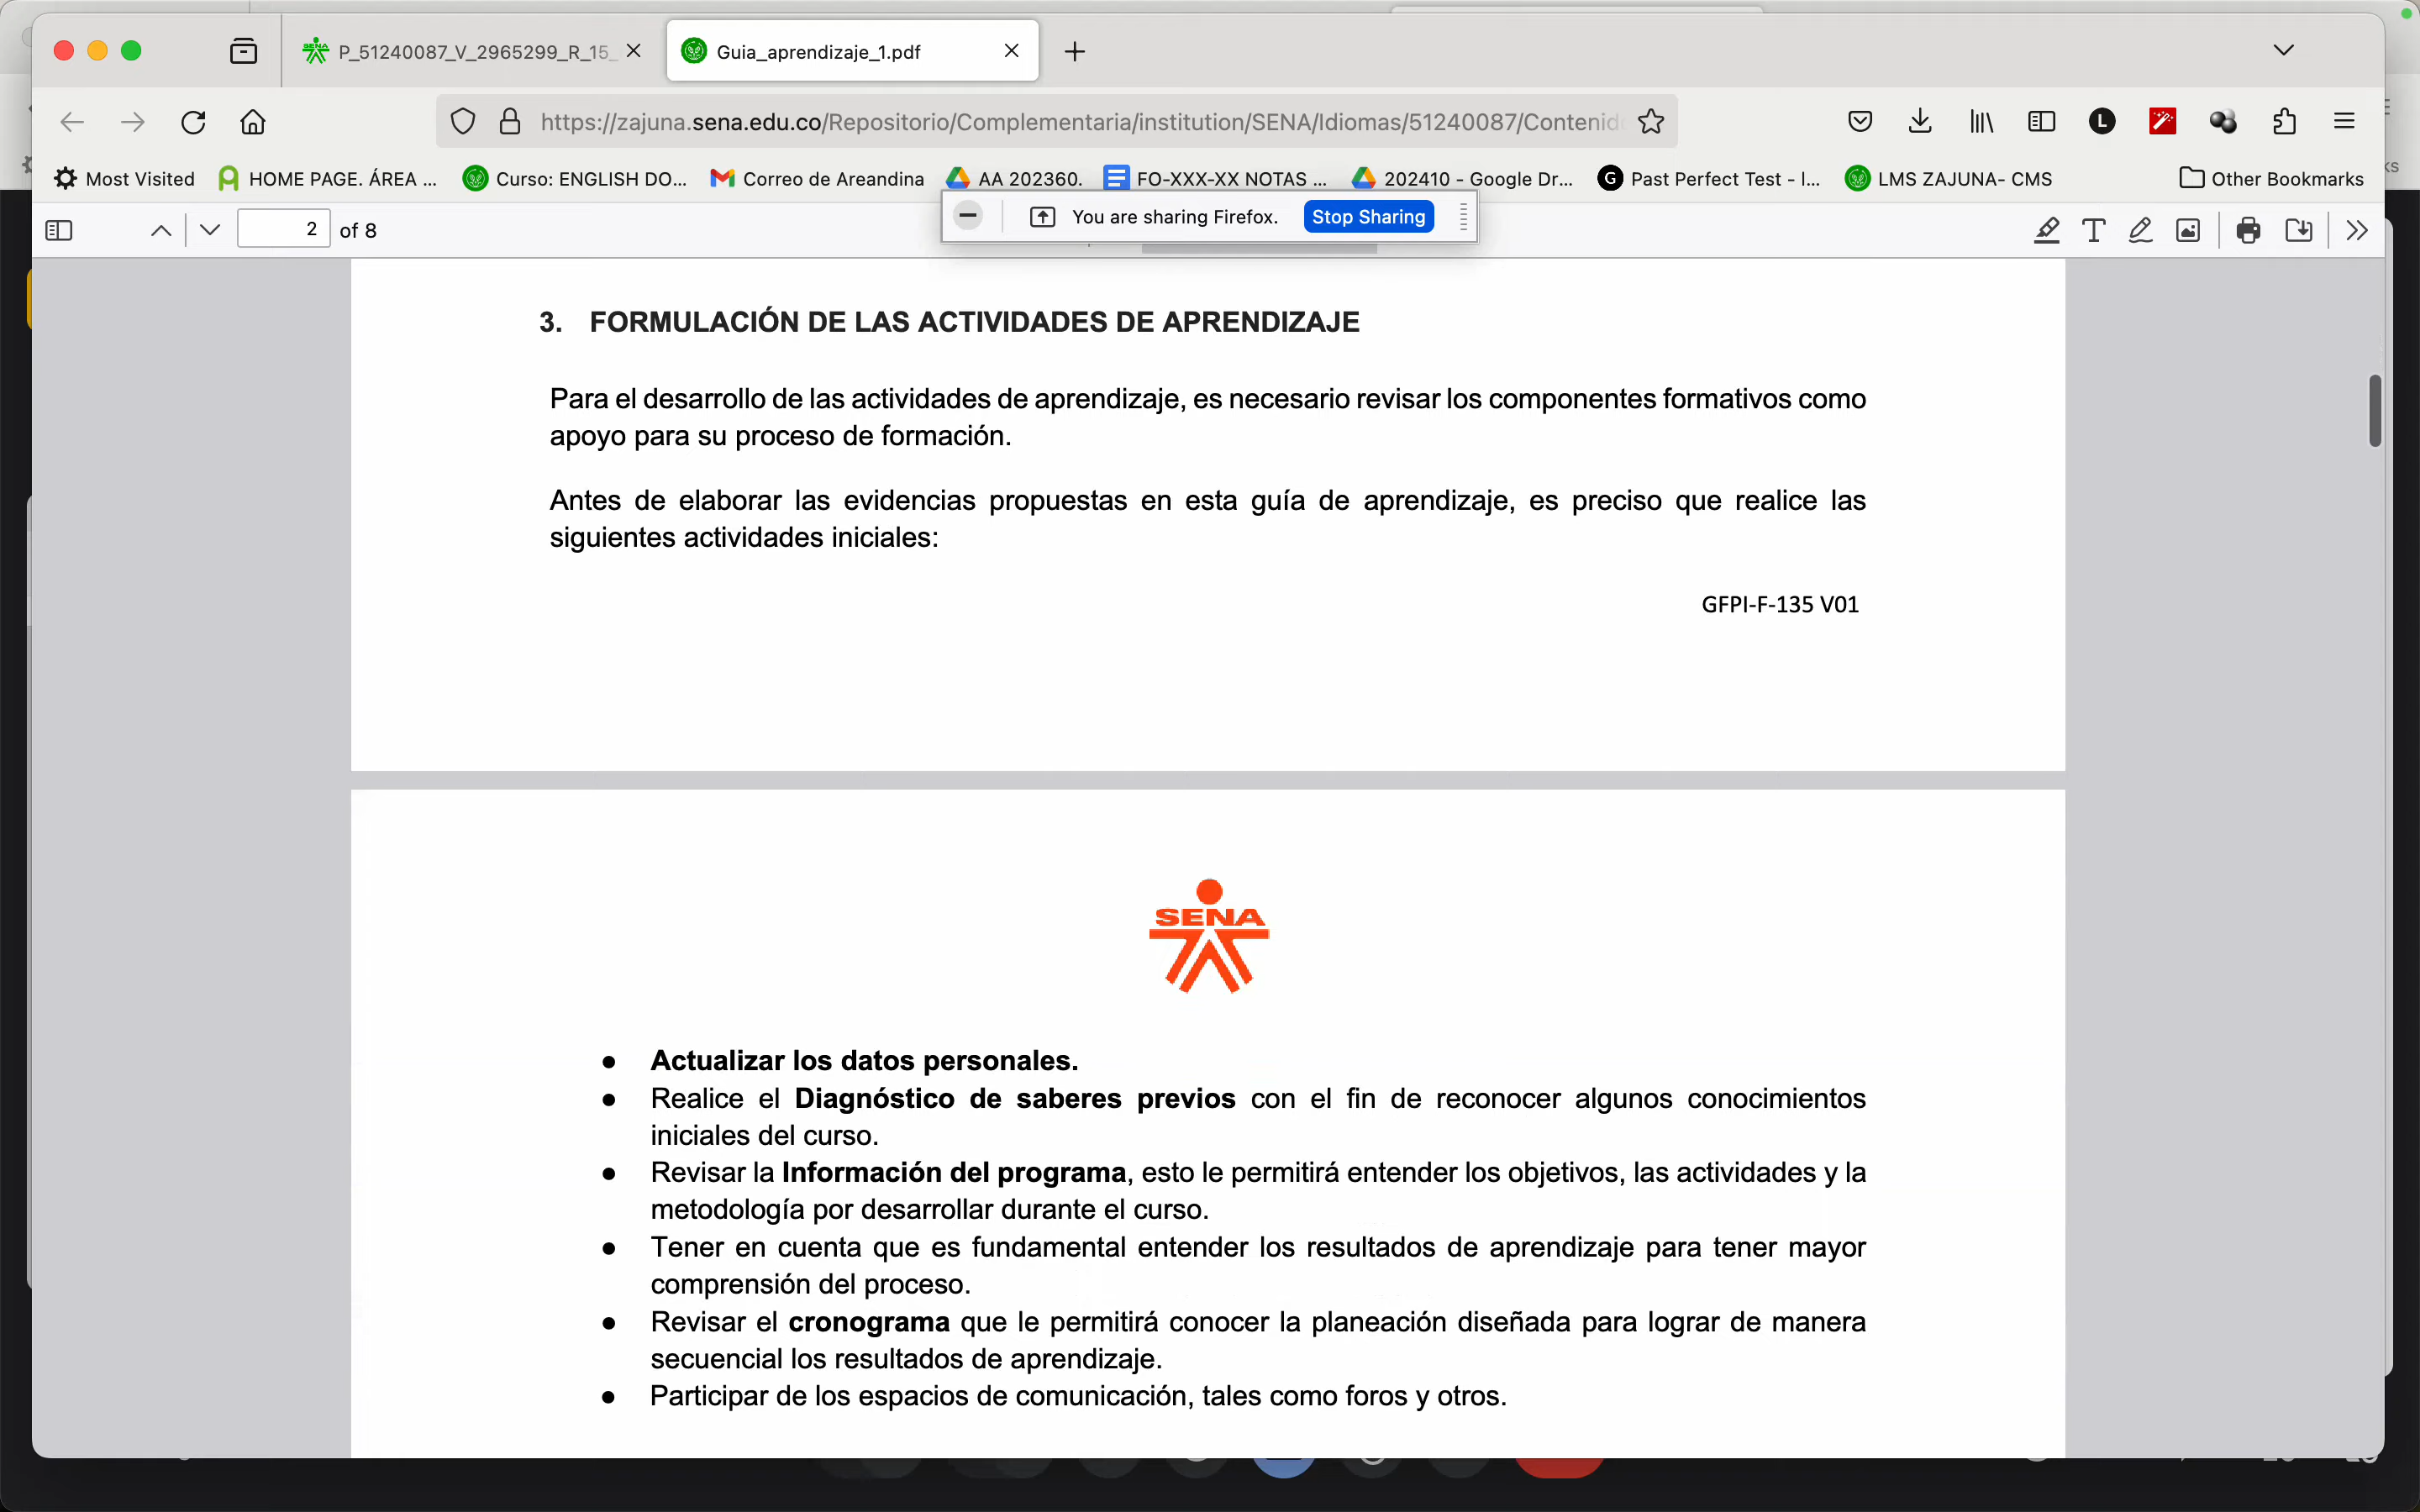 P_51240087_V_2965299_R_15_
Guia_aprendizaje_1.pdf
https://zajuna.sena.edu.co/Repositorio/Complementaria/institution/SENA/Idiomas/51240087/Contenid
Most Visited
HOME PAGE. ÁREA ...
Curso: ENGLISH DO...
Correo de Areandina
AA 202360.
FO-XXX-XX NOTAS ...
202410 - Google Dr...
Past Perfect Test - I...
LMS ZAJUNA- CMS
Other Bookmarks
2 of 8
You are sharing Firefox.
Stop Sharing
3. FORMULACIÓN DE LAS ACTIVIDADES DE APRENDIZAJE
Para el desarrollo de las actividades de aprendizaje, es necesario revisar los componentes formativos como
apoyo para su proceso de formación.
Antes de elaborar las evidencias propuestas en esta guía de aprendizaje, es preciso que realice las
siguientes actividades iniciales:
GFPI-F-135 V01
SENA
● Actualizar los datos personales.
● Realice el Diagnóstico de saberes previos con el fin de reconocer algunos conocimientos
iniciales del curso.
● Revisar la Información del programa, esto le permitirá entender los objetivos, las actividades y la
metodología por desarrollar durante el curso.
● Tener en cuenta que es fundamental entender los resultados de aprendizaje para tener mayor
comprensión del proceso.
● Revisar el cronograma que le permitirá conocer la planeación diseñada para lograr de manera
secuencial los resultados de aprendizaje.
● Participar de los espacios de comunicación, tales como foros y otros.